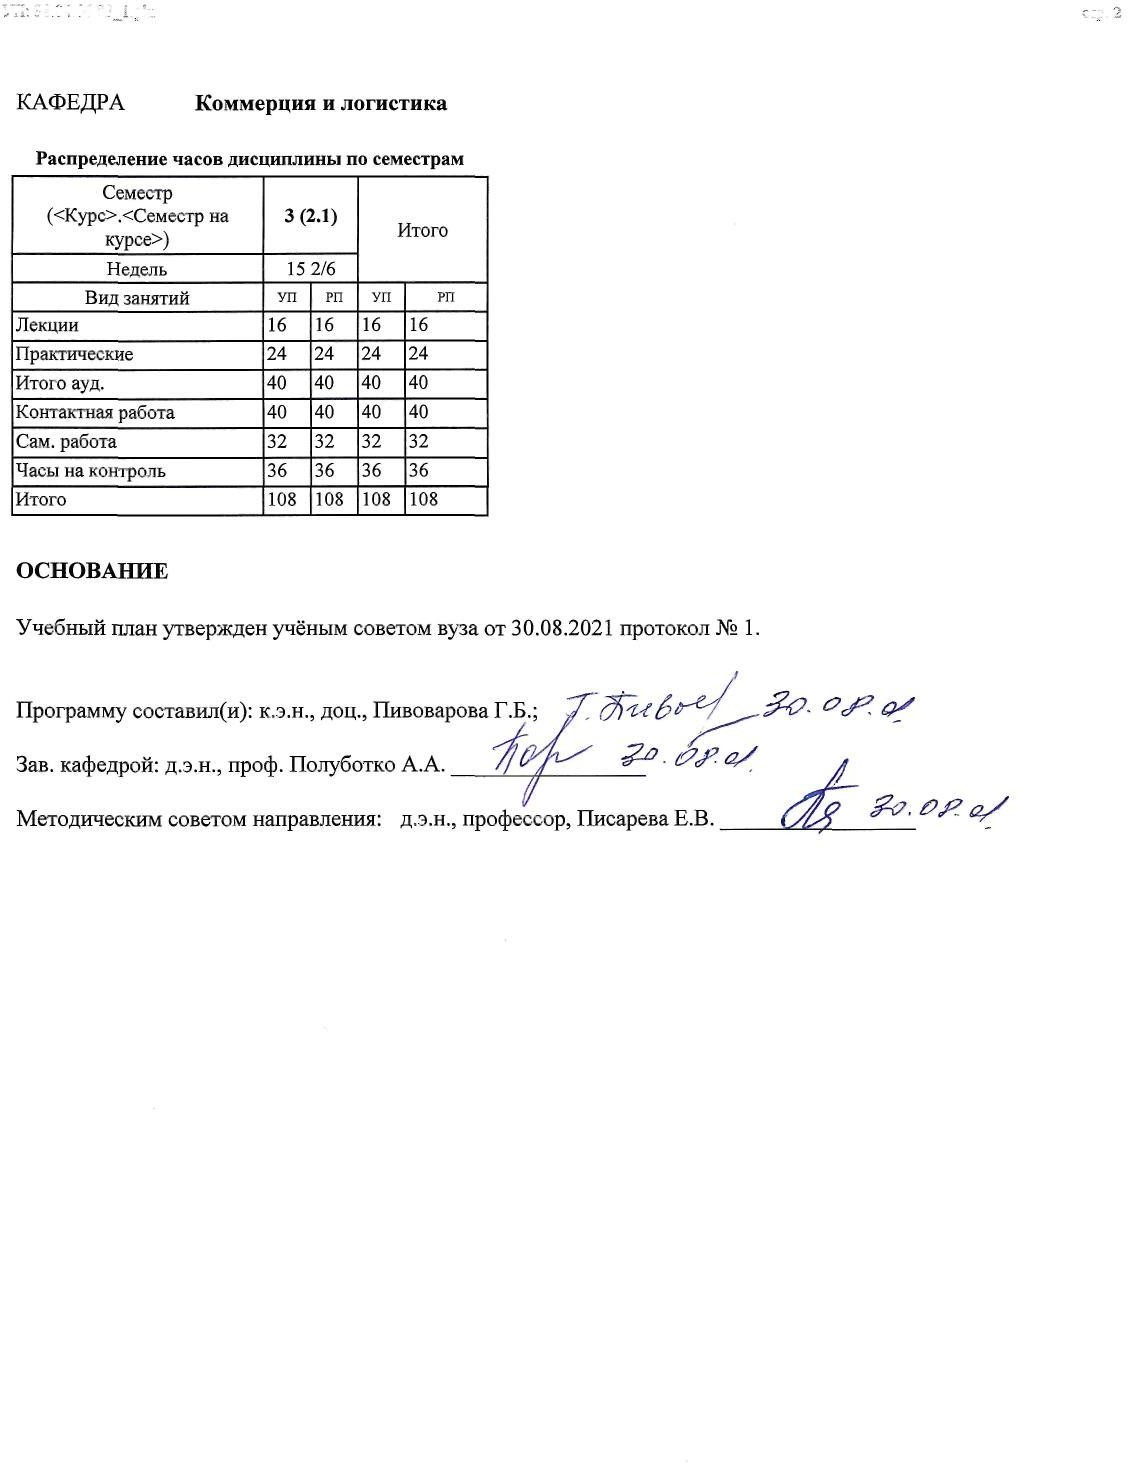 стр. 2
КАФЕДРА Коммерция и логистика
Распределение часов дисциплины по семестрам
Семестр
(<Курс>.<Семестр на
курсе>)
3 (2.1)
Итого
Недель 15 2/6
Вид занятий УП РП УП РП
Лекции 16 16 16 16
Практические 24 24 24 24
Итого ауд. 40 40 40 40
Контактная работа 40 40 40 40
Сам. работа 32 32 32 32
Часы на контроль 36 36 36 36
Итого 108 108 108 108
ОСНОВАНИЕ
Учебный план утвержден учёным советом вуза от 30.08.2021 протокол № 1.
Программу составил(и): к.э.н., доц., Пивоварова Г.Б.; 30.08.21
Зав. кафедрой: д.э.н., проф. Полуботко А.А. 30.08.21
Методическим советом направления: д.э.н., профессор, Писарева Е.В. 30.08.21